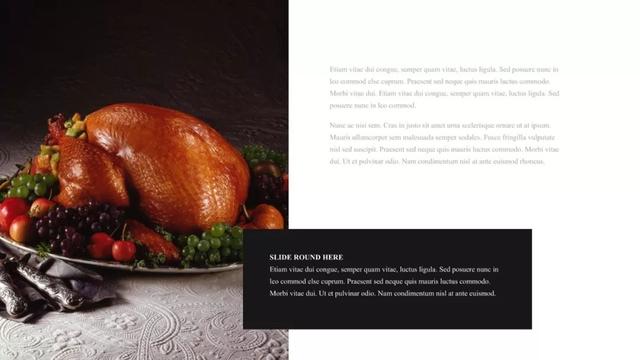 Etiam vitae dui congue, semper quam vitae, luctus ligula. Sed posuere nunc in
leo commod else cuprum. Praesent sed neque quis mauris luctus commodo.
Morbi vitae dui. Etiam vitae dui congue, semper quam vitae, luctus ligula. Sed
posuere nunc in leo commod.
Nunc ac nisi sem. Cras in justo sit amet urna scelerisque ornare ut at ipsum.
Mauris ullamcorper sem malesuada semper sodales. Fusce fringilla vulputate
nisl sed suscipit. Praesent sed neque quis mauris luctus commodo. Morbi vitae
dui. Ut et pulvinar odio. Nam condimentum nisl at ante euismod rhoncus.
SLIDE ROUND HERE
Etiam vitae dui congue, semper quam vitae, luctus ligula. Sed posuere nunc in
leo commod else cuprum. Praesent sed neque quis mauris luctus commodo.
Morbi vitae dui. Ut et pulvinar odio. Nam condimentum nisl at ante euismod.